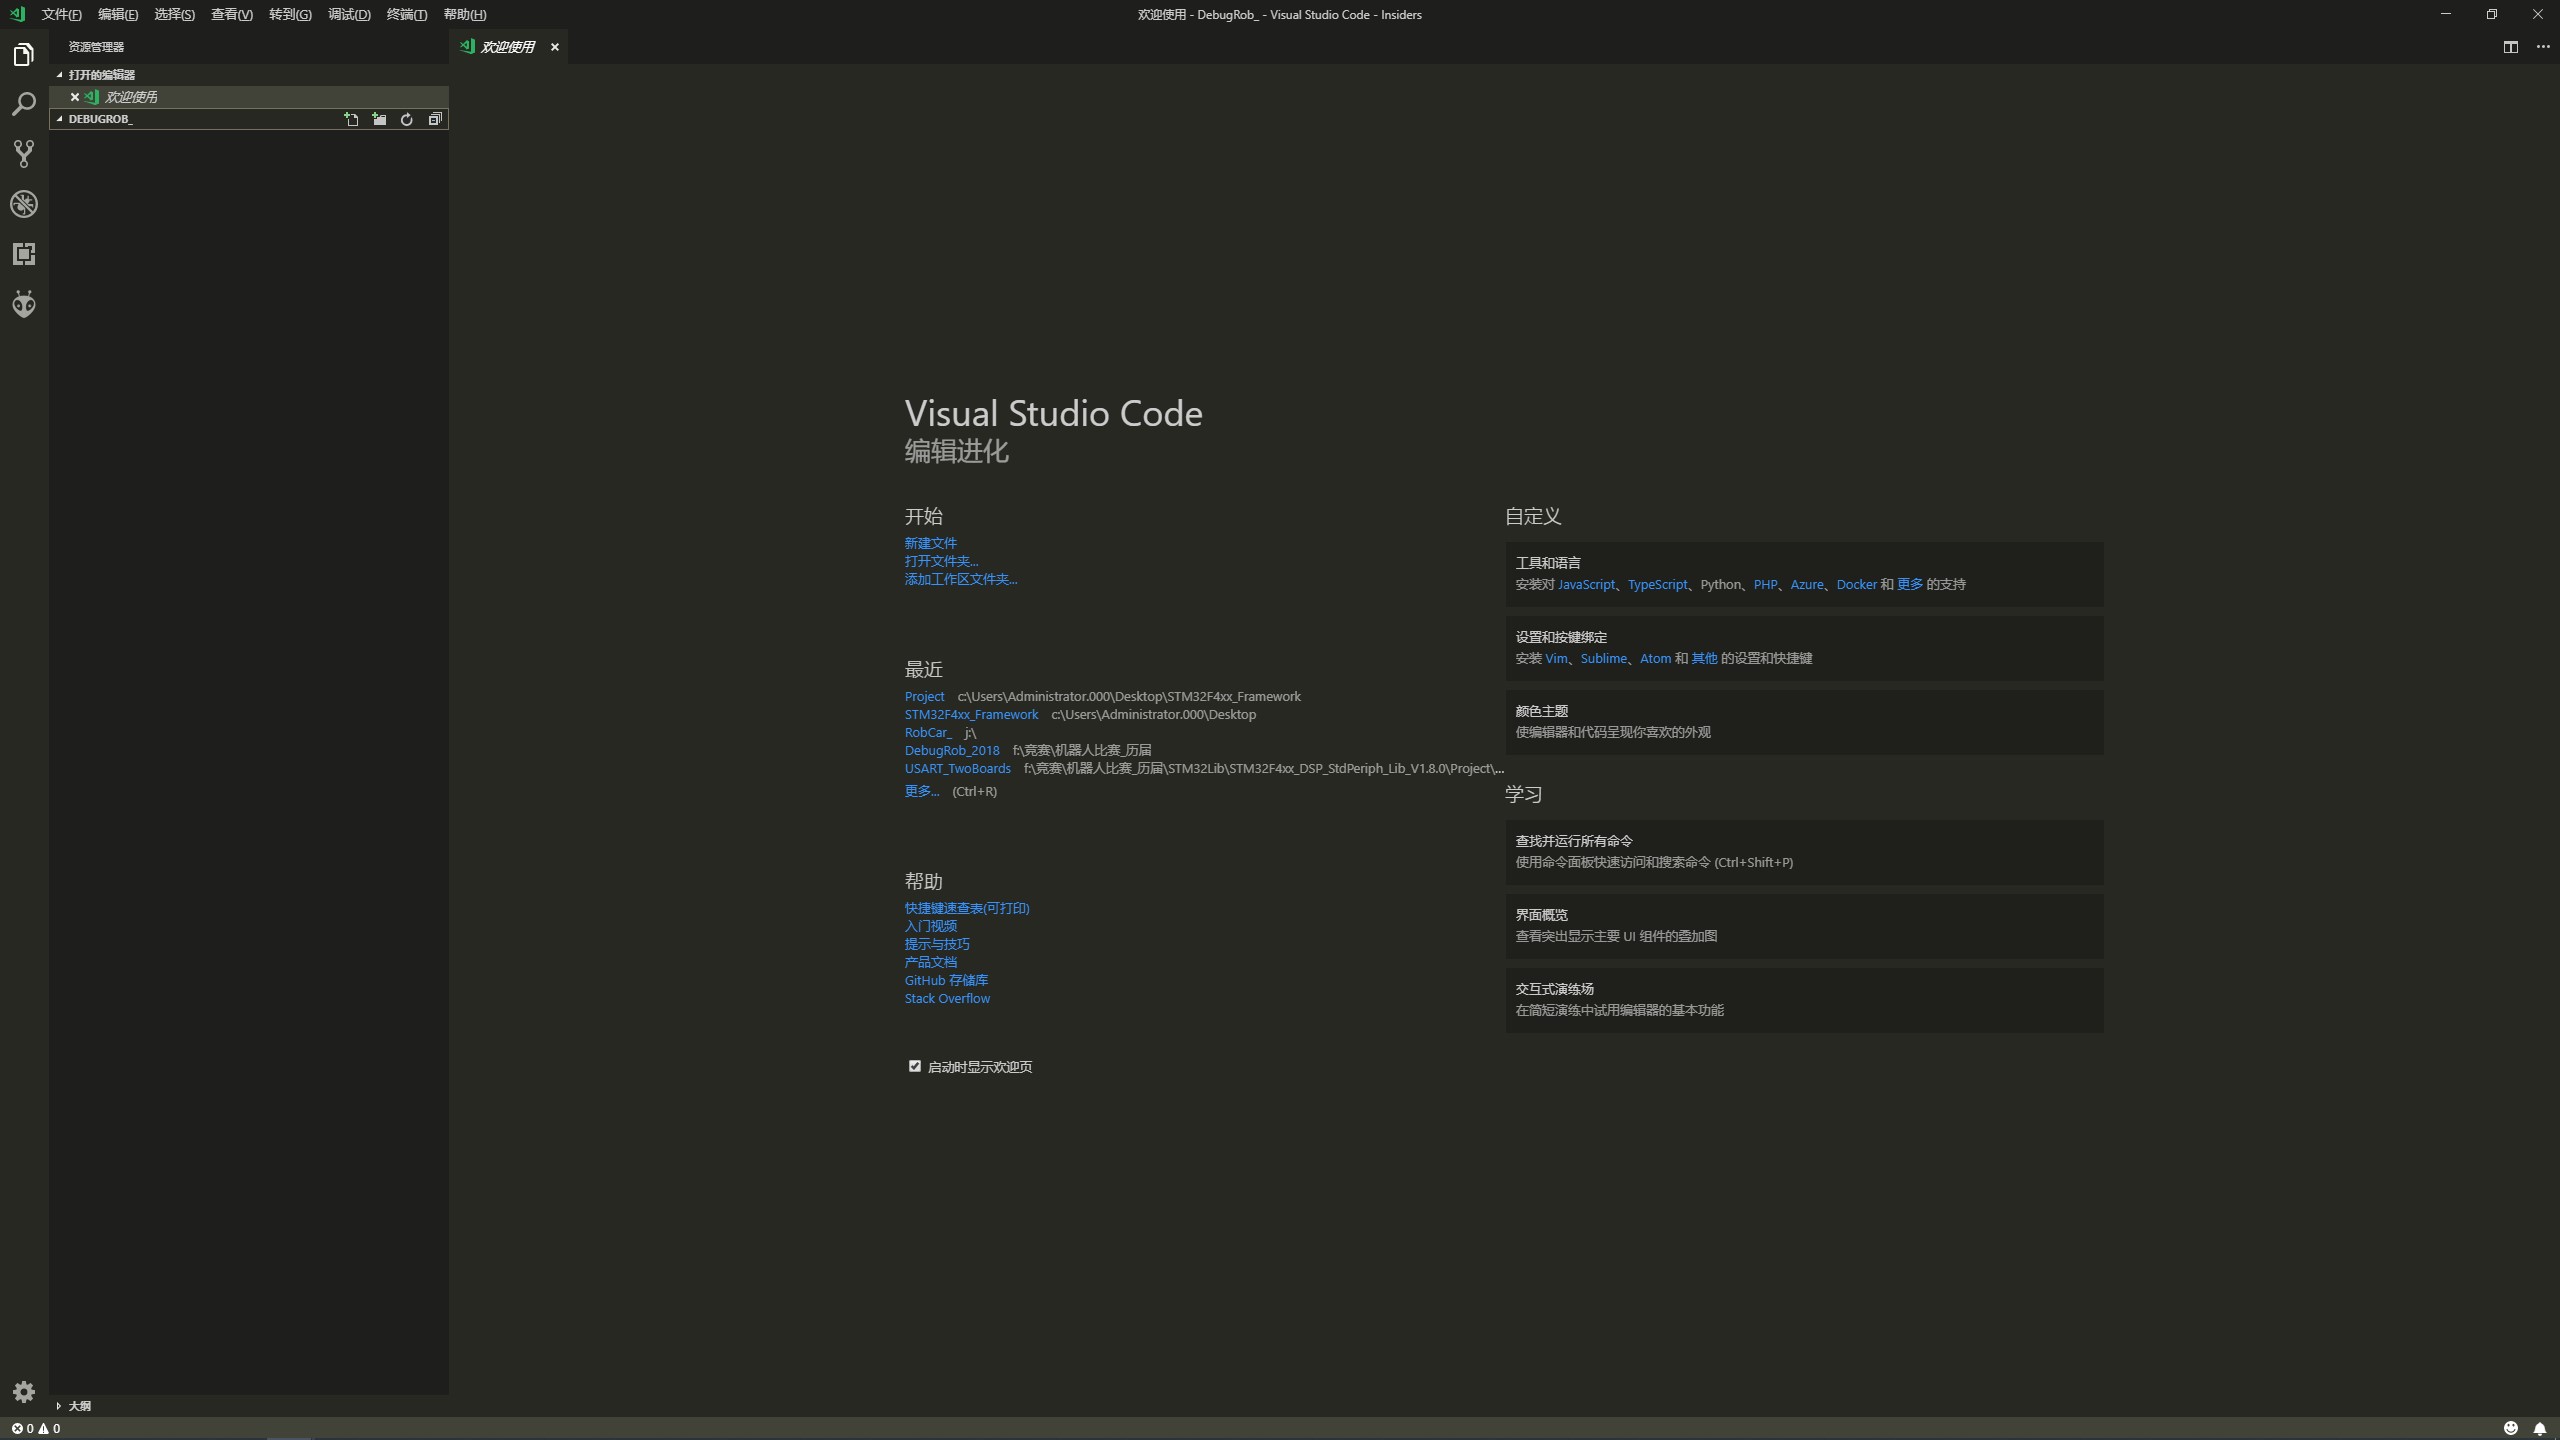 文件(F) 编辑(E) 选择(S) 查看(V) 转到(G) 调试(D) 终端(T) 帮助(H)
欢迎使用 - DebugRob_ - Visual Studio Code - Insiders
资源管理器
打开的编辑器
欢迎使用
DEBUGROB_
大纲
欢迎使用
Visual Studio Code
编辑进化
开始
新建文件
打开文件夹...
添加工作区文件夹...
最近
Project c:\Users\Administrator.000\Desktop\STM32F4xx_Framework
STM32F4xx_Framework c:\Users\Administrator.000\Desktop
RobCar_ j:\
DebugRob_2018 f:\竞赛\机器人比赛_历届
USART_TwoBoards f:\竞赛\机器人比赛_历届\STM32Lib\STM32F4xx_DSP_StdPeriph_Lib_V1.8.0\Project\...
更多... (Ctrl+R)
帮助
快捷键速查表(可打印)
入门视频
提示与技巧
产品文档
GitHub 存储库
Stack Overflow
启动时显示欢迎页
自定义
工具和语言
安装对 JavaScript、TypeScript、Python、PHP、Azure、Docker 和 更多 的支持
设置和按键绑定
安装 Vim、Sublime、Atom 和 其他 的设置和快捷键
颜色主题
使编辑器和代码呈现你喜欢的外观
学习
查找并运行所有命令
使用命令面板快速访问和搜索命令 (Ctrl+Shift+P)
界面概览
查看突出显示主要 UI 组件的叠加图
交互式演练场
在简短演练中试用编辑器的基本功能
0 0